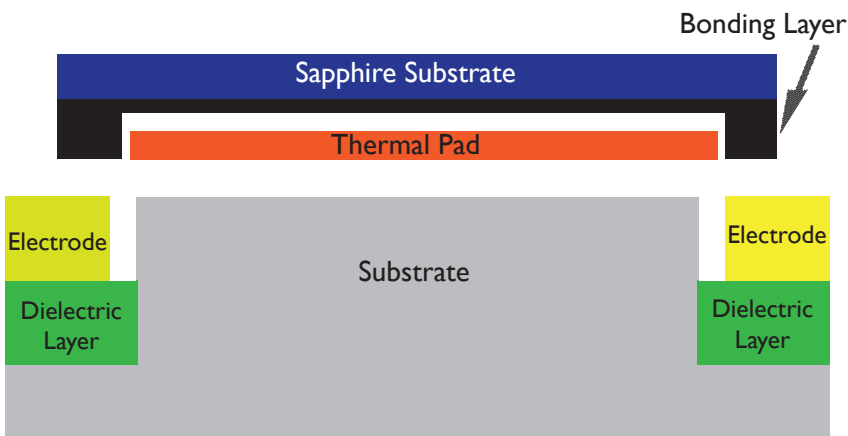 Bonding Layer
Sapphire Substrate
Thermal Pad
Electrode
Electrode
Substrate
Dielectric
Layer
Dielectric
Layer